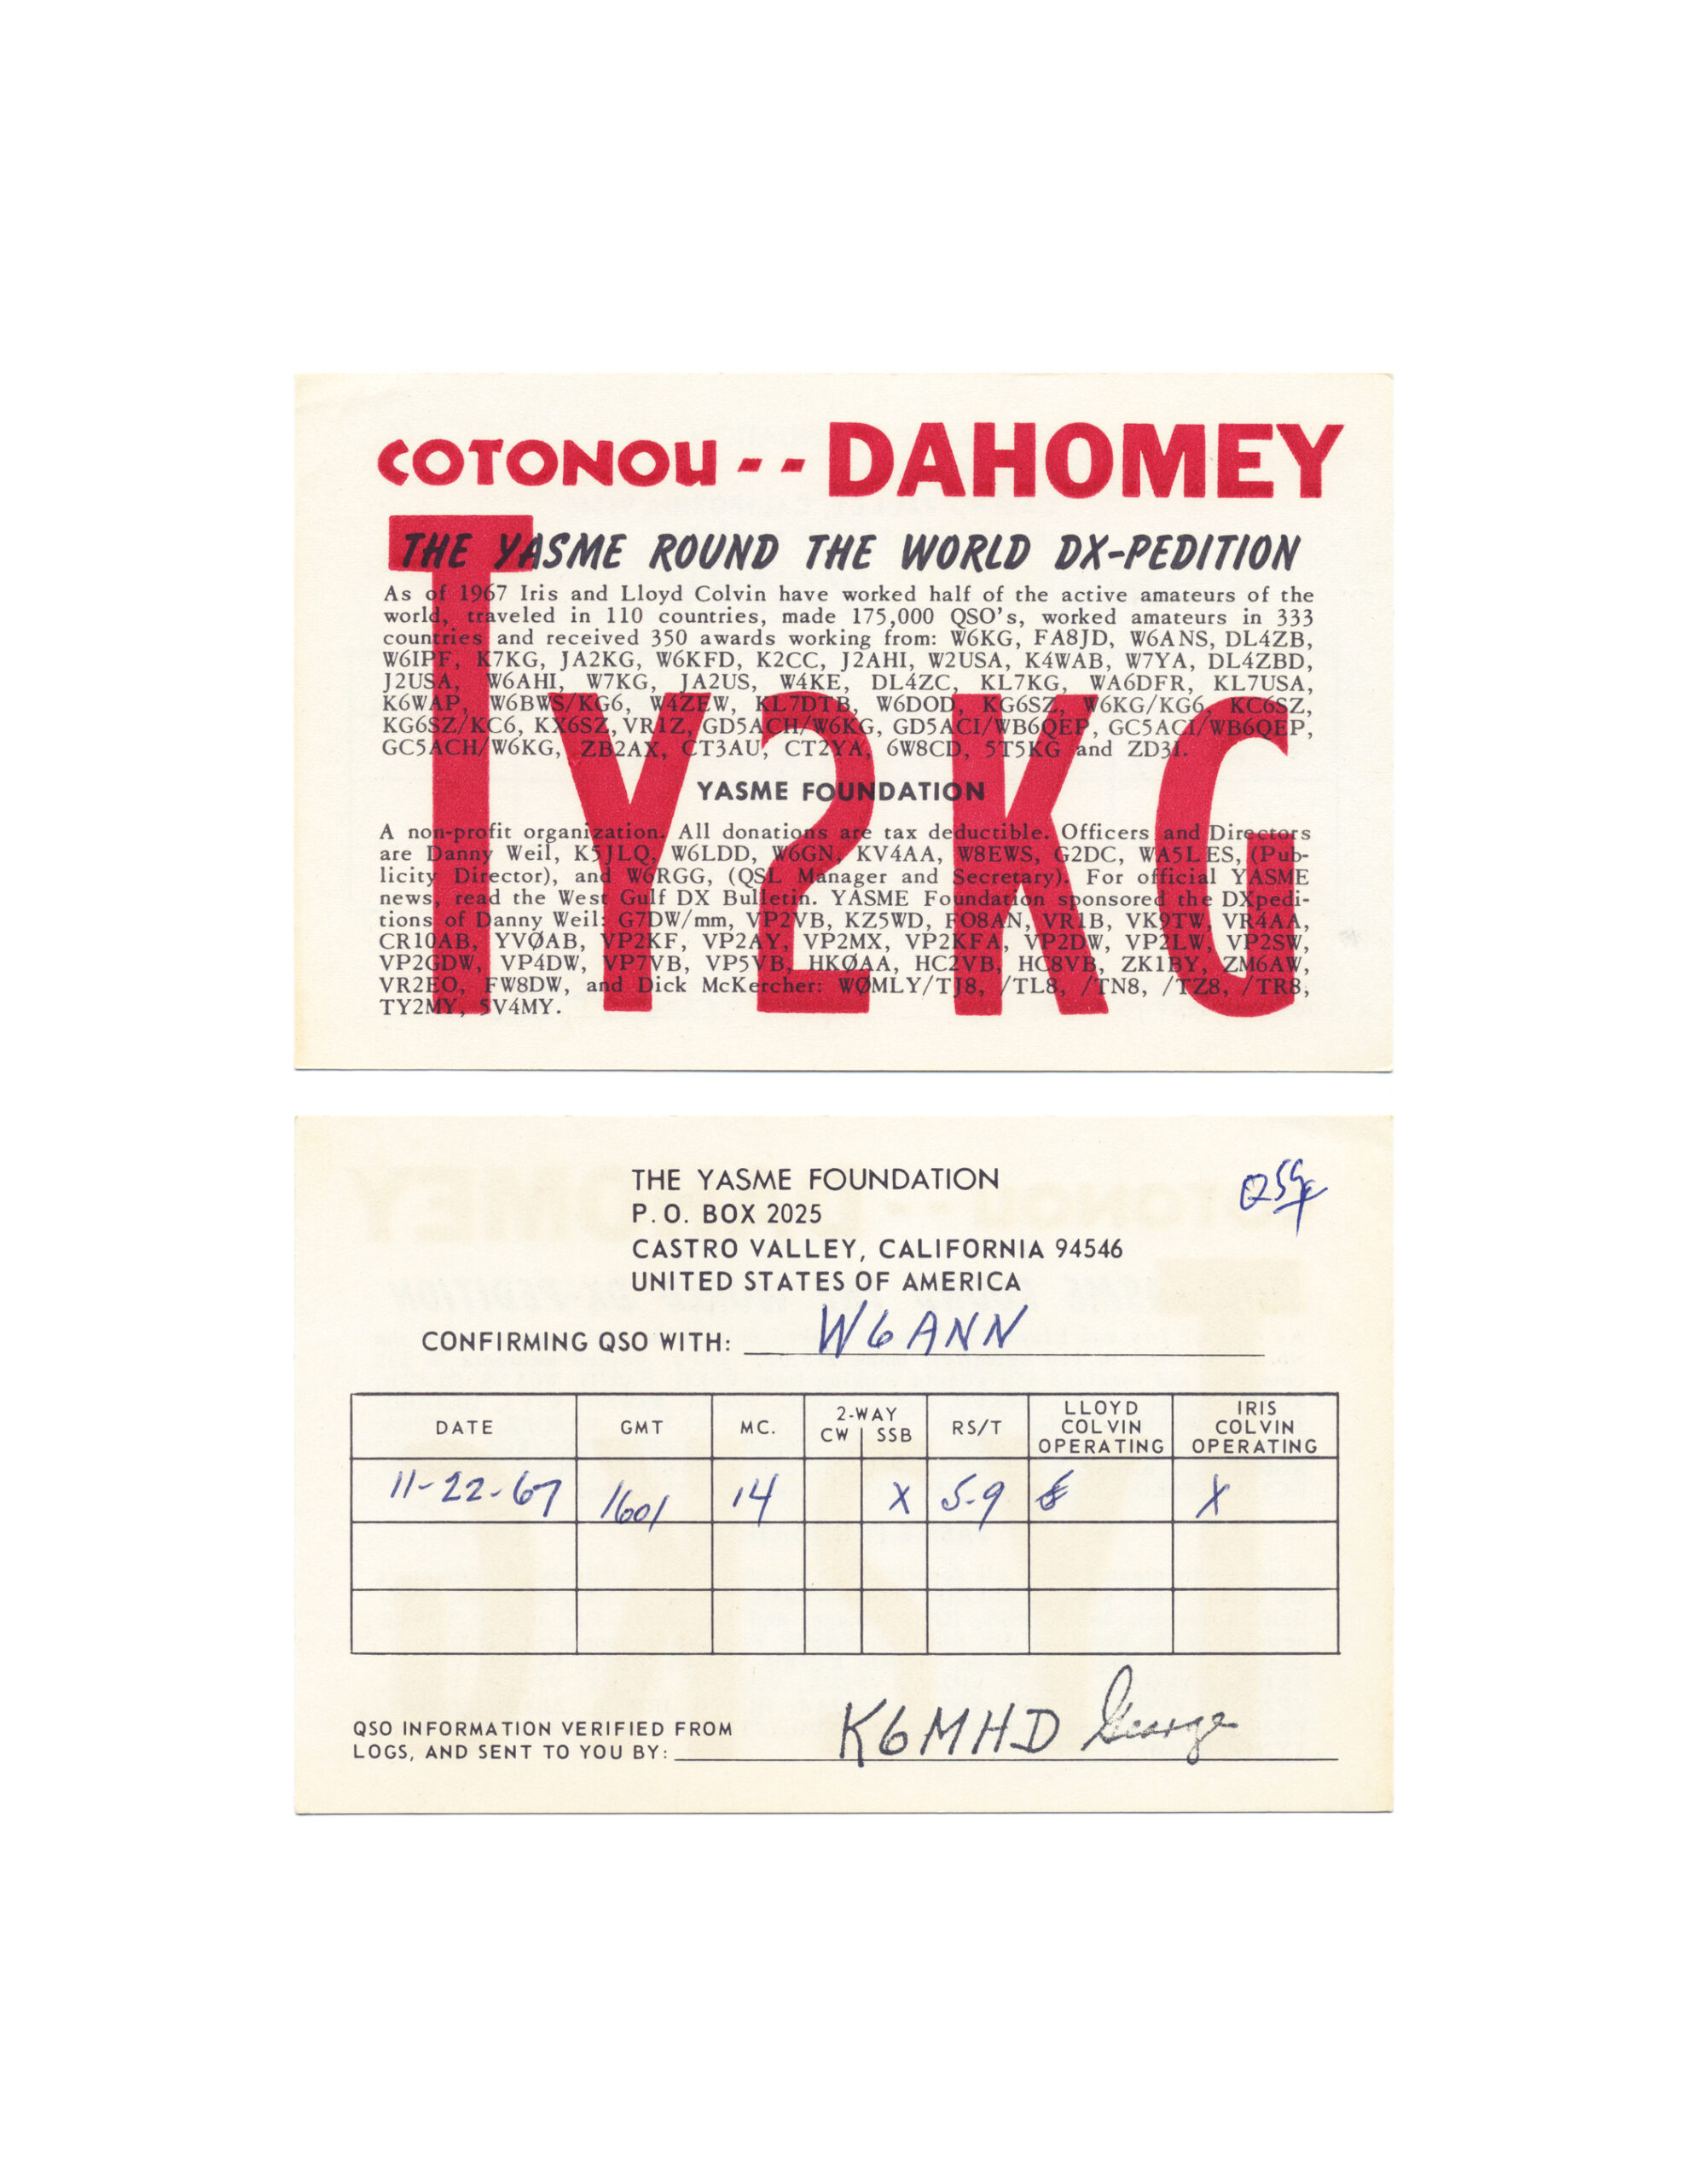 COTONOU -- DAHOMEY
THE YASME ROUND THE WORLD DX-PEDITION
As of 1967 Iris and Lloyd Colvin have worked half of the active amateurs of the
world, traveled in 110 countries, made 175,000 QSO's, worked amateurs in 333
countries and received 350 awards working from: W6KG, FA8JD, W6ANS, DL4ZB,
W6IPF, K7KG, JA2KG, W6KFD, K2CC, J2AHI, W2USA, K4WAB, W7YA, DL4ZBD,
J2USA, W6AHI, W7KG, JA2US, W4KE, DL4ZC, KL7KG, WA6DFR, KL7USA,
K6WAP, W6BWS/KG6, W4ZEW, KL7DTB, W6DOD, KG6SZ, W6KG/KG6, KC6SZ,
KG6SZ/KC6, KX6SZ, VR1Z, GD5ACH/W6KG, GD5ACI/WB6QEP, GC5ACI/WB6QEP,
GC5ACH/W6KG, ZB2AX, CT3AU, CT2YA, 6W8CD, 5T5KG and ZD3I.
TY2KG
YASME FOUNDATION
A non-profit organization. All donations are tax deductible. Officers and Directors
are Danny Weil, K5JLQ, W6LDD, W6GN, KV4AA, W8EWS, G2DC, WA5LES, (Pub-
licity Director), and W6RGG, (QSL Manager and Secretary). For official YASME
news, read the West Gulf DX Bulletin. YASME Foundation sponsored the DXpedi-
tions of Danny Weil: G7DW/mm, VP2VB, KZ5WD, FO8AN, VR1B, VK9TW, VR4AA,
CR10AB, YVØAB, VP2KF, VP2AY, VP2MX, VP2KFA, VP2DW, VP2LW, VP2SW,
VP2GDW, VP4DW, VP7VB, VP5VB, HKØAA, HC2VB, HC8VB, ZK1BY, ZM6AW,
VR2EO, FW8DW, and Dick McKercher: WØMLY/TJ8, /TL8, /TN8, /TZ8, /TR8,
TY2MY, 5V4MY.
THE YASME FOUNDATION
P. O. BOX 2025
CASTRO VALLEY, CALIFORNIA 94546
UNITED STATES OF AMERICA
CONFIRMING QSO WITH: W6ANN
DATE GMT MC. 2-WAY CW SSB RS/T LLOYD COLVIN OPERATING IRIS COLVIN OPERATING
11-22-67 1601 14 X 5-9 X
QSO INFORMATION VERIFIED FROM
LOGS, AND SENT TO YOU BY: K6MHD George